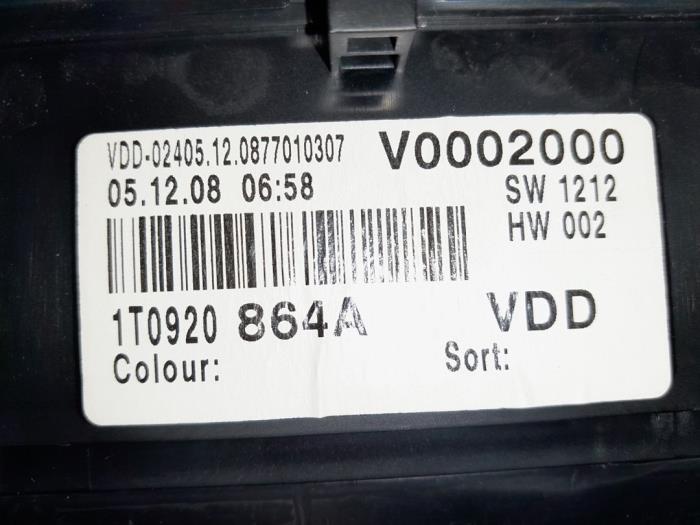 VDD-02405.12.0877010307 V0002000
05.12.08 06:58 SW 1212
HW 002
1T0920 864A VDD
Colour: Sort: